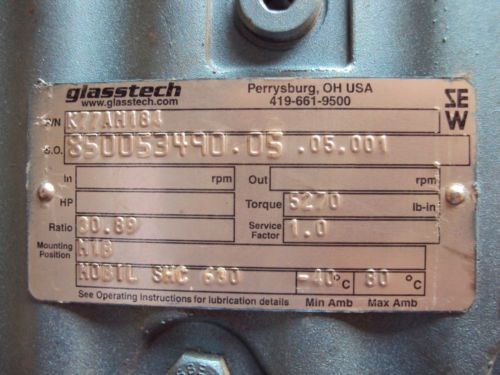 glasstech
www.glasstech.com
Perrysburg, OH USA
419-661-9500
SEW
P/N K77AM184
S.O. 850053490.05 .05.001
In rpm Out rpm
HP Torque 5270 lb-in
Ratio 80.89 Service Factor 1.0
Mounting Position M1B
MOBIL SHC 630 -40 °C 80 °C
See Operating Instructions for lubrication details Min Amb Max Amb